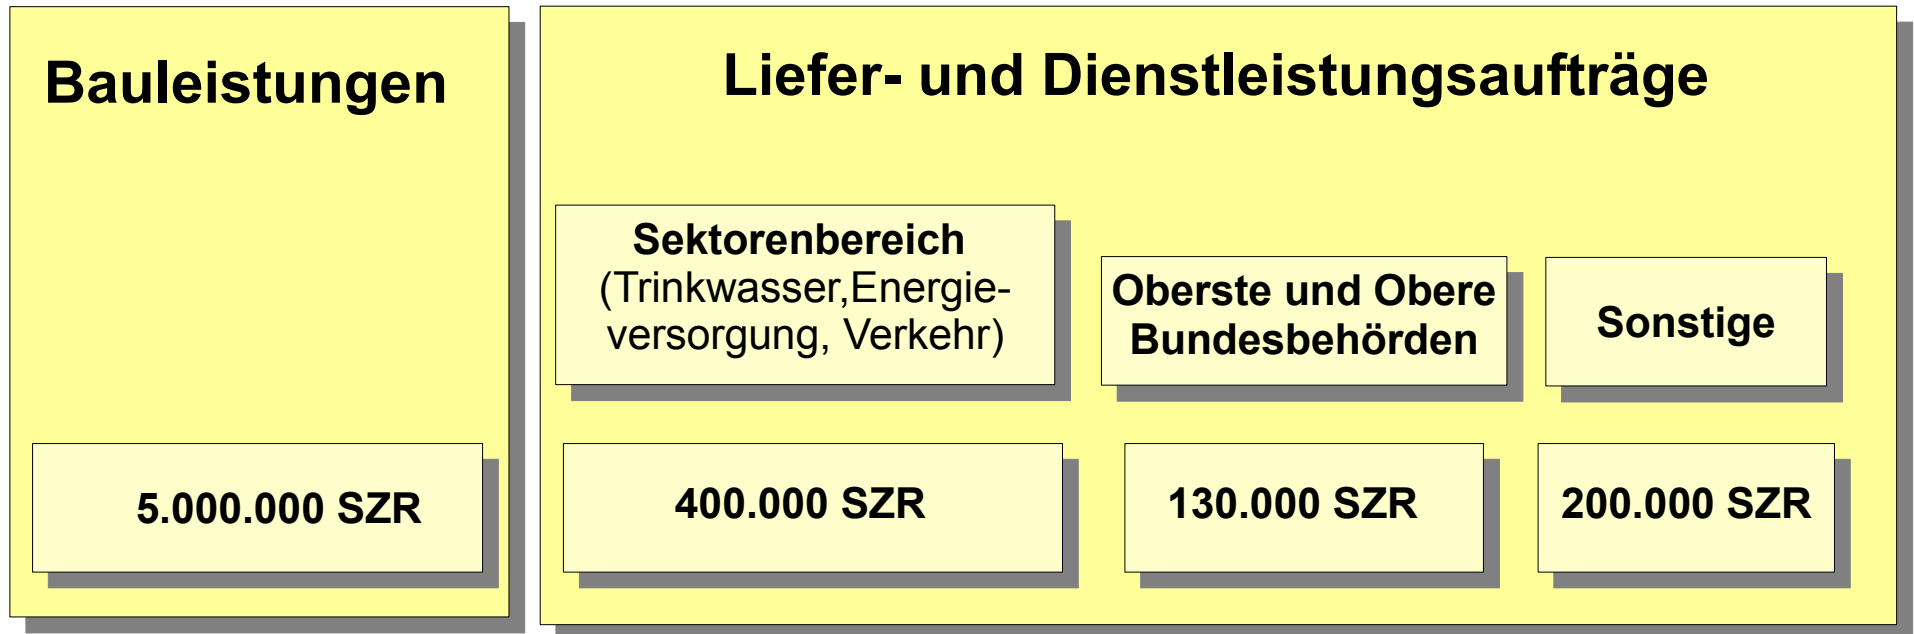 Bauleistungen
5.000.000 SZR
Liefer- und Dienstleistungsaufträge
Sektorenbereich
(Trinkwasser,Energie-
versorgung, Verkehr)
Oberste und Obere
Bundesbehörden
Sonstige
400.000 SZR
130.000 SZR
200.000 SZR